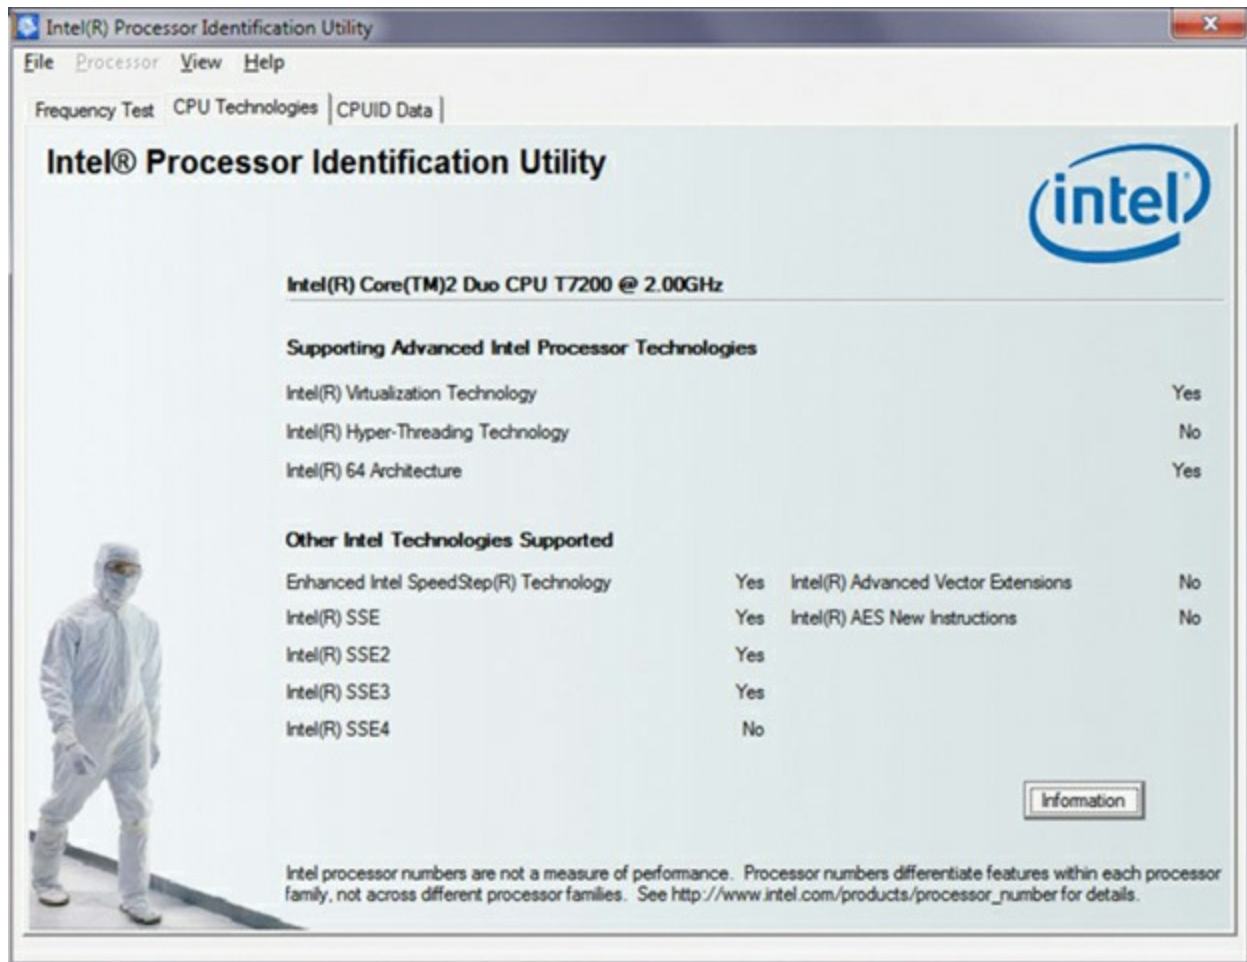 Intel(R) Processor Identification Utility
File Processor View Help
Frequency Test CPU Technologies CPUID Data
Intel® Processor Identification Utility
intel
Intel(R) Core(TM)2 Duo CPU T7200 @ 2.00GHz
Supporting Advanced Intel Processor Technologies
Intel(R) Virtualization Technology Yes
Intel(R) Hyper-Threading Technology No
Intel(R) 64 Architecture Yes
Other Intel Technologies Supported
Enhanced Intel SpeedStep(R) Technology Yes Intel(R) Advanced Vector Extensions No
Intel(R) SSE Yes Intel(R) AES New Instructions No
Intel(R) SSE2 Yes
Intel(R) SSE3 Yes
Intel(R) SSE4 No
Information
Intel processor numbers are not a measure of performance. Processor numbers differentiate features within each processor
family, not across different processor families. See http://www.intel.com/products/processor_number for details.